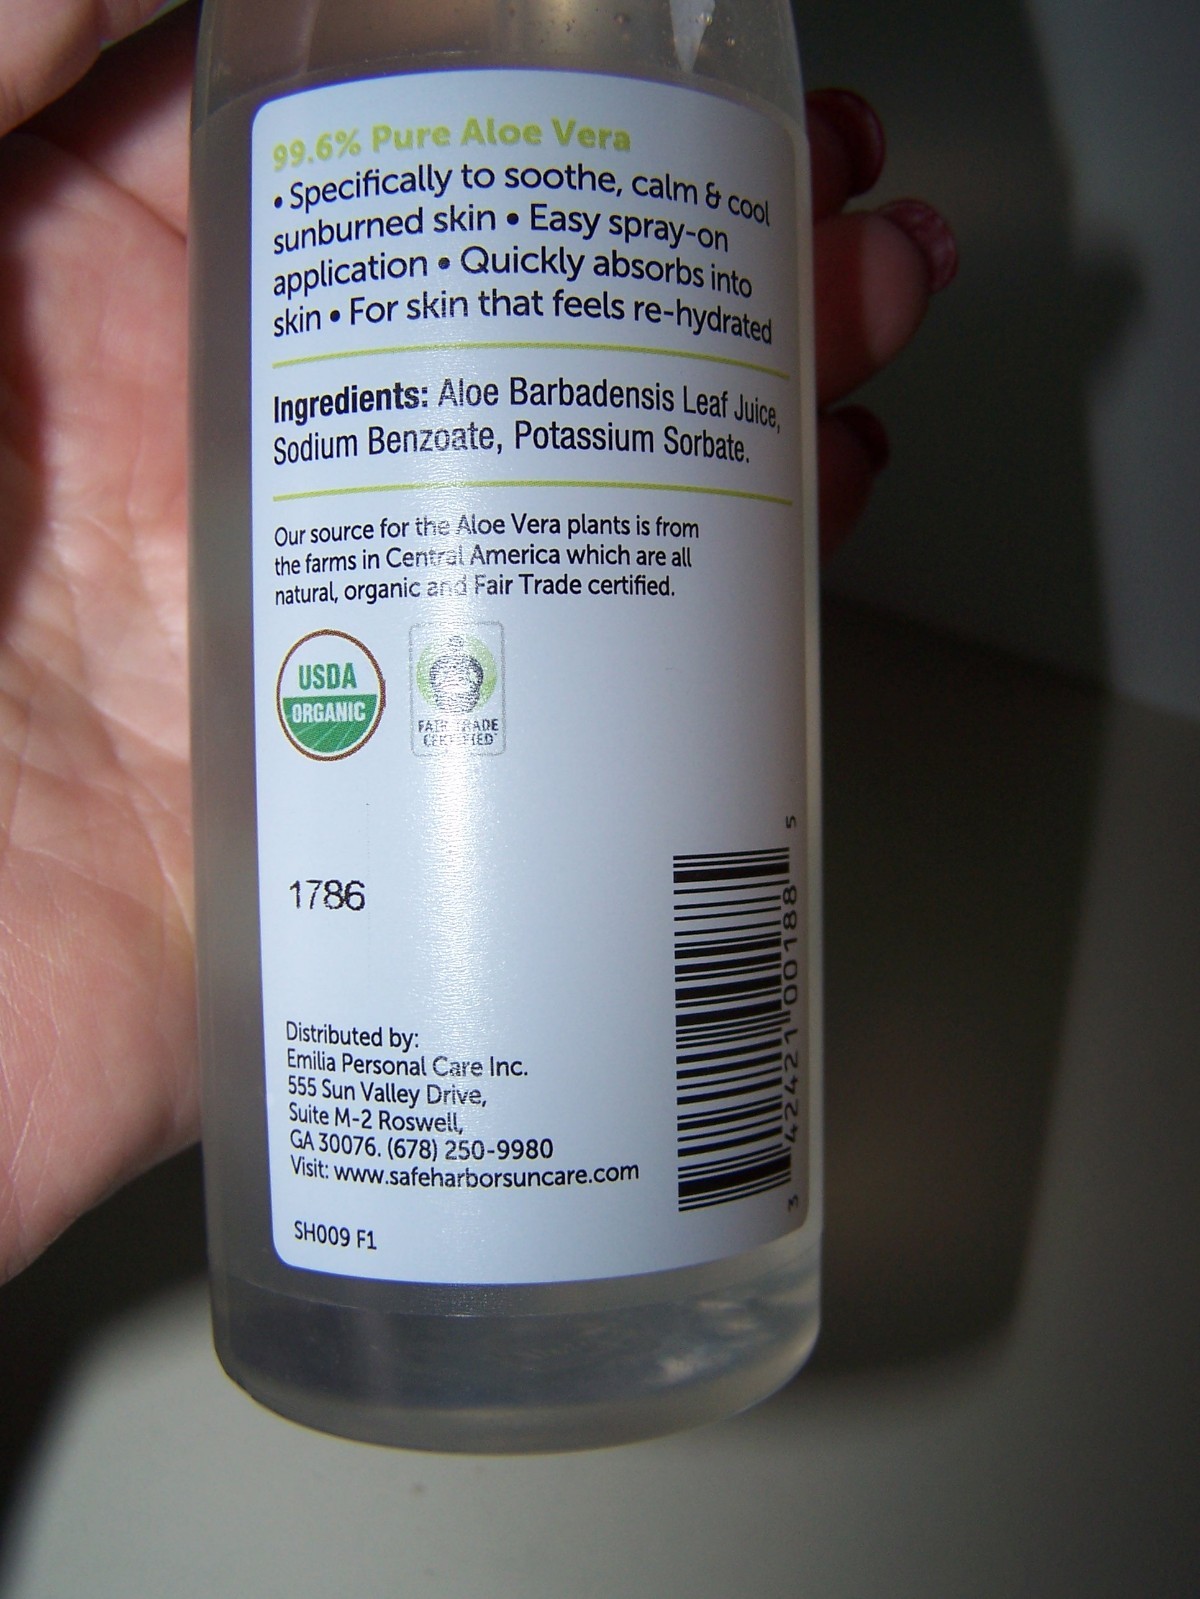 99.6% Pure Aloe Vera
• Specifically to soothe, calm & cool
sunburned skin • Easy spray-on
application • Quickly absorbs into
skin • For skin that feels re-hydrated
Ingredients: Aloe Barbadensis Leaf Juice,
Sodium Benzoate, Potassium Sorbate.
Our source for the Aloe Vera plants is from
the farms in Central America which are all
natural, organic and Fair Trade certified.
USDA
ORGANIC
FAIR TRADE
CERTIFIED
1786
Distributed by:
Emilia Personal Care Inc.
555 Sun Valley Drive,
Suite M-2 Roswell,
GA 30076. (678) 250-9980
Visit: www.safeharborsuncare.com
SH009 F1
3 42421 00188 5